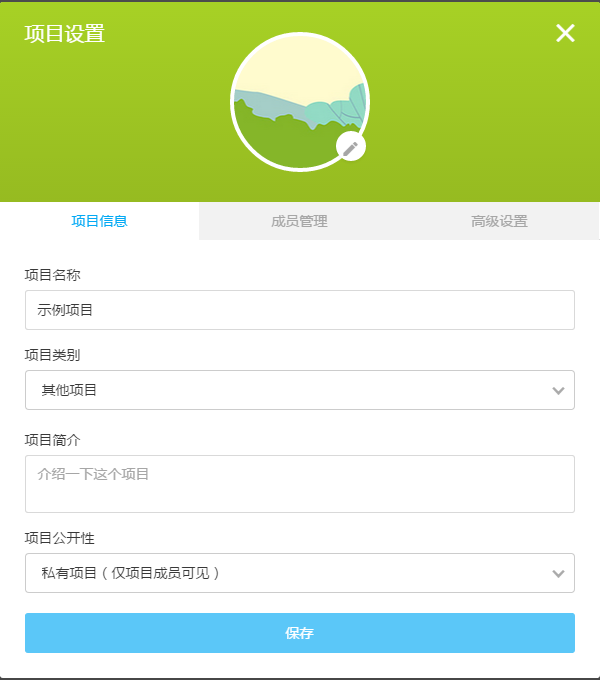 项目设置
项目信息
成员管理
高级设置
项目名称
示例项目
项目类别
其他项目
项目简介
介绍一下这个项目
项目公开性
私有项目（仅项目成员可见）
保存